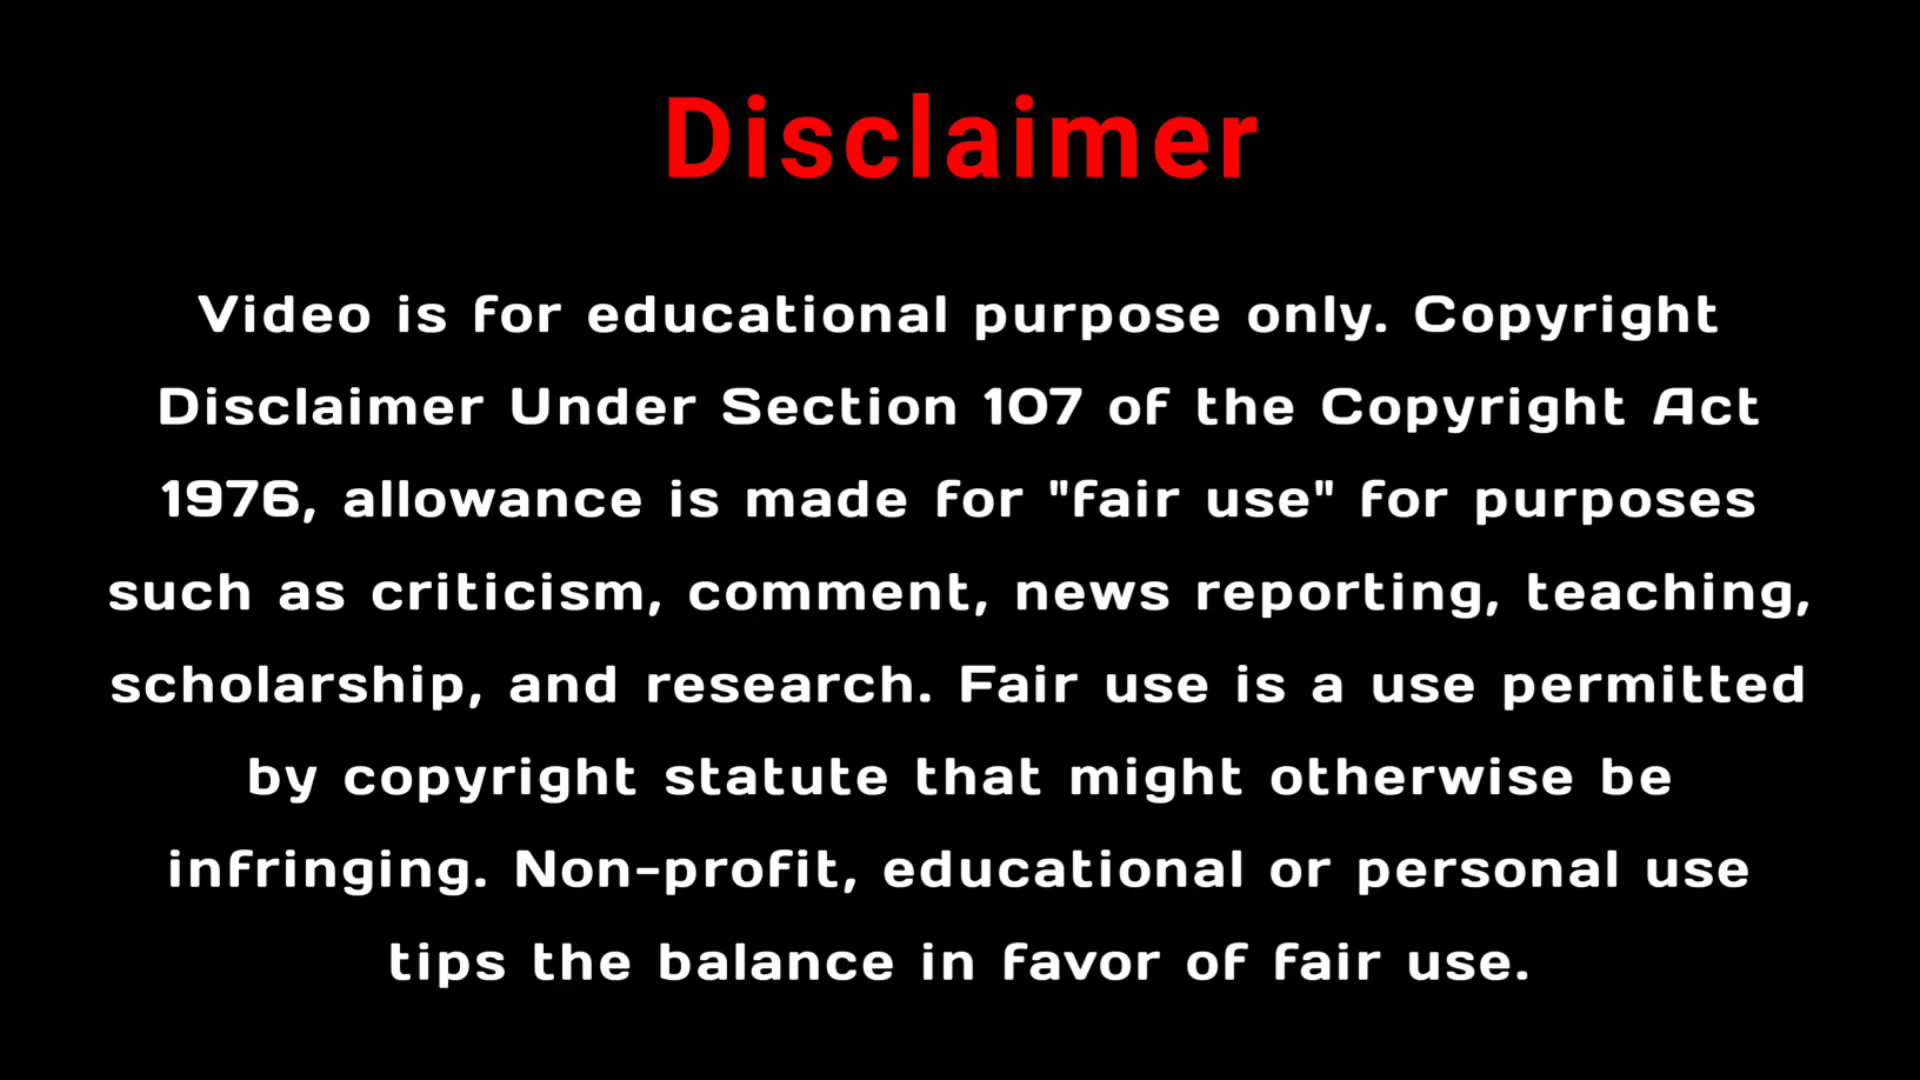 Disclaimer
Video is for educational purpose only. Copyright
Disclaimer Under Section 107 of the Copyright Act
1976, allowance is made for "fair use" for purposes
such as criticism, comment, news reporting, teaching,
scholarship, and research. Fair use is a use permitted
by copyright statute that might otherwise be
infringing. Non-profit, educational or personal use
tips the balance in favor of fair use.